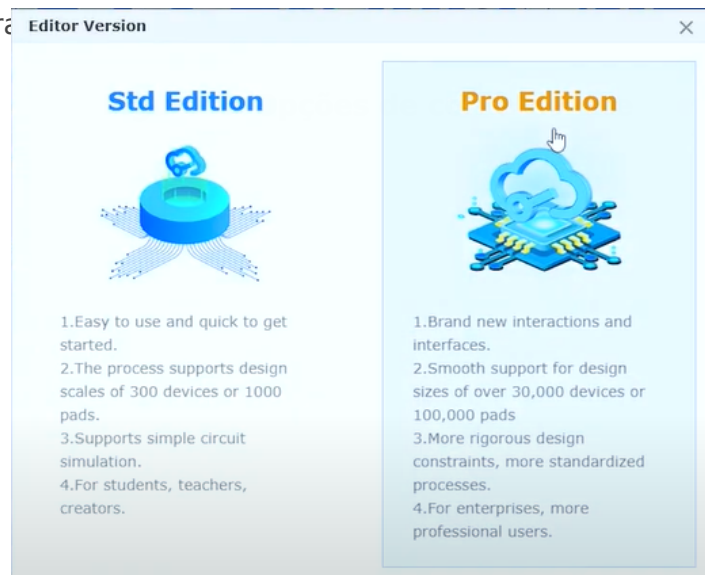 Editor Version
Std Edition
1.Easy to use and quick to get
started.
2.The process supports design
scales of 300 devices or 1000
pads.
3.Supports simple circuit
simulation.
4.For students, teachers,
creators.
Pro Edition
1.Brand new interactions and
interfaces.
2.Smooth support for design
sizes of over 30,000 devices or
100,000 pads
3.More rigorous design
constraints, more standardized
processes.
4.For enterprises, more
professional users.